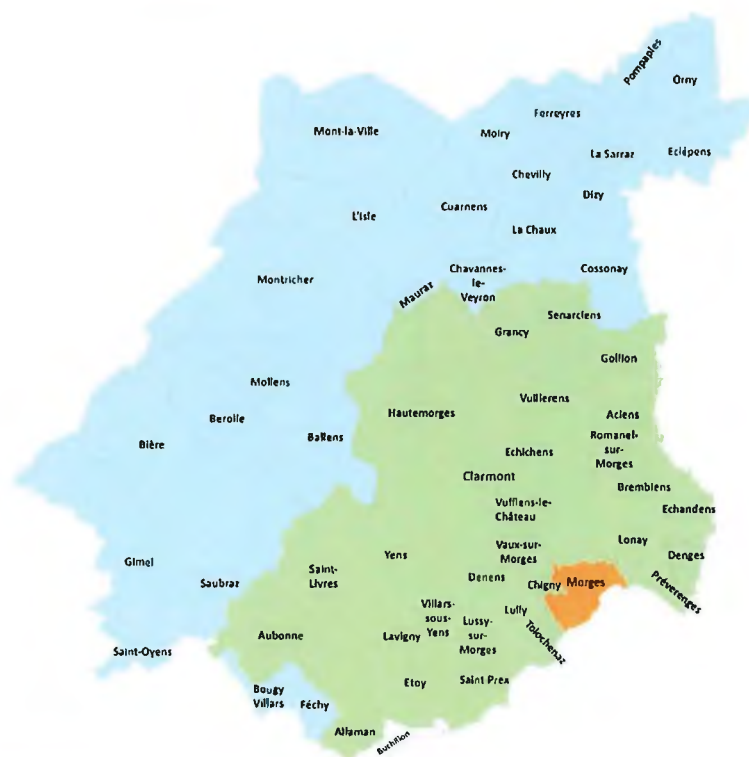 Pompaples
Orny
Ferreyres
Mont-la-Ville
Moiry
La Sarraz
Eclépens
Chevilly
Dizy
Cuarnens
L'Isle
La Chaux
Chavannes-
le-
Veyron
Cossonay
Montricher
Mauraz
Senarclens
Grancy
Gollion
Mollens
Vullierens
Berolle
Hautemorges
Aclens
Ballens
Romanel-
sur-
Morges
Bière
Echichens
Clarmont
Bremblens
Vufflens-le-
Château
Echandens
Lonay
Vaux-sur-
Morges
Denges
Gimel
Yens
Saint-
Livres
Saubraz
Denens
Chigny
Morges
Préverenges
Villars-
sous-
Yens
Lully
Lussy-
sur-
Morges
Tolochenaz
Aubonne
Lavigny
Saint-Oyens
Etoy
Saint Prex
Bougy
Villars
Féchy
Allaman
Buchillon